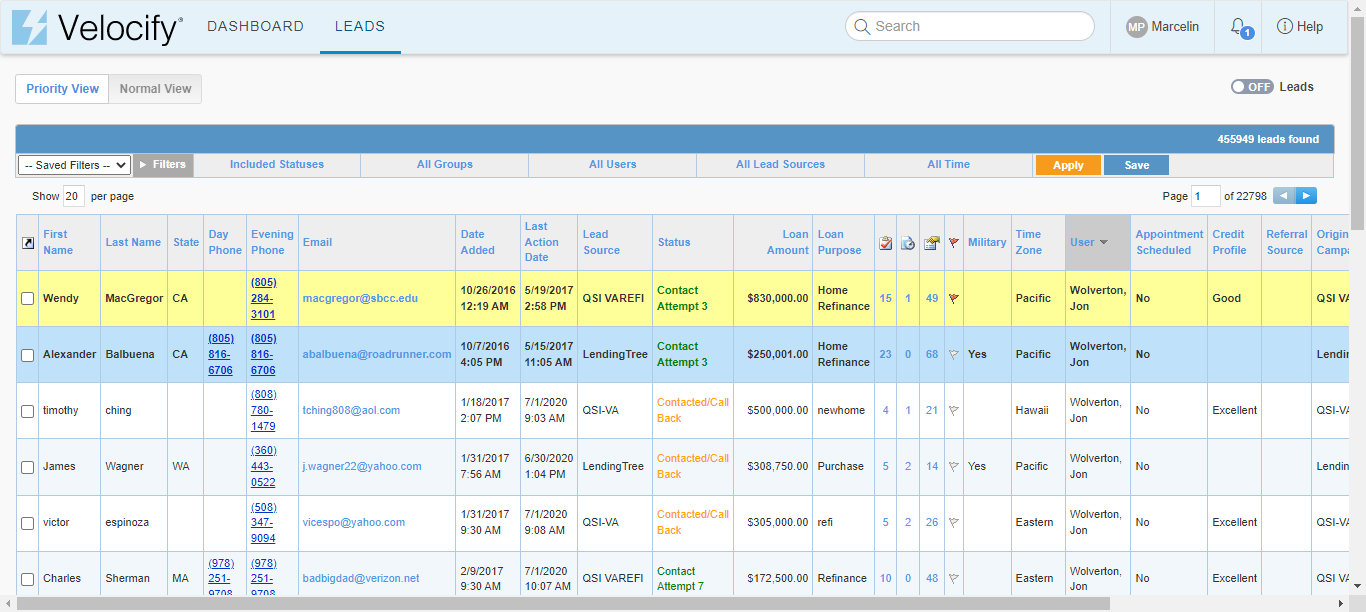 Velocify® DASHBOARD LEADS Search MP Marcelin 1 Help
Priority View Normal View OFF Leads
455949 leads found
-- Saved Filters -- Filters Included Statuses All Groups All Users All Lead Sources All Time Apply Save
Show 20 per page Page 1 of 22798
First Name Last Name State Day Phone Evening Phone Email Date Added Last Action Date Lead Source Status Loan Amount Loan Purpose Military Time Zone User Appointment Scheduled Credit Profile Referral Source
Wendy MacGregor CA (805) 284-3101 macgregor@sbcc.edu 10/26/2016 12:19 AM 5/19/2017 2:58 PM QSI VAREFI Contact Attempt 3 $830,000.00 Home Refinance 15 1 49 Pacific Wolverton, Jon No Good
Alexander Balbuena CA (805) 816-6706 (805) 816-6706 abalbuena@roadrunner.com 10/7/2016 4:05 PM 5/15/2017 11:05 AM LendingTree Contact Attempt 3 $250,001.00 Home Refinance 23 0 68 Yes Pacific Wolverton, Jon No
timothy ching (808) 780-1479 tching808@aol.com 1/18/2017 2:07 PM 7/1/2020 9:03 AM QSI-VA Contacted/Call Back $500,000.00 newhome 4 1 21 Hawaii Wolverton, Jon No Excellent
James Wagner WA (360) 443-0522 j.wagner22@yahoo.com 1/31/2017 7:56 AM 6/30/2020 1:04 PM LendingTree Contacted/Call Back $308,750.00 Purchase 5 2 14 Yes Pacific Wolverton, Jon No
victor espinoza (508) 347-9094 vicespo@yahoo.com 1/31/2017 9:30 AM 7/1/2020 9:08 AM QSI-VA Contacted/Call Back $305,000.00 refi 5 2 26 Eastern Wolverton, Jon No Excellent
Charles Sherman MA (978) 251-9708 (978) 251-9708 badbigdad@verizon.net 2/9/2017 9:30 AM 7/1/2020 10:07 AM QSI VAREFI Contact Attempt 7 $172,500.00 Refinance 10 0 48 Eastern Wolverton, Jon No Excellent